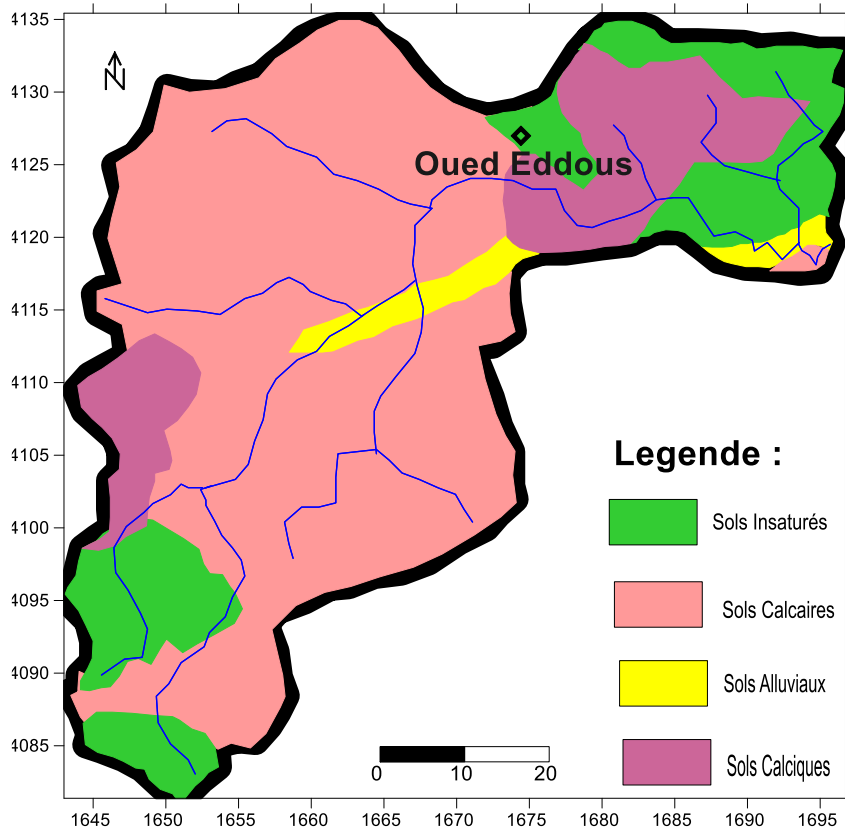 4135
4130
4125
4120
4115
4110
4105
4100
4095
4090
4085
N
Oued Eddous
Legende :
Sols Insaturés
Sols Calcaires
Sols Alluviaux
Sols Calciques
0 10 20
1645 1650 1655 1660 1665 1670 1675 1680 1685 1690 1695